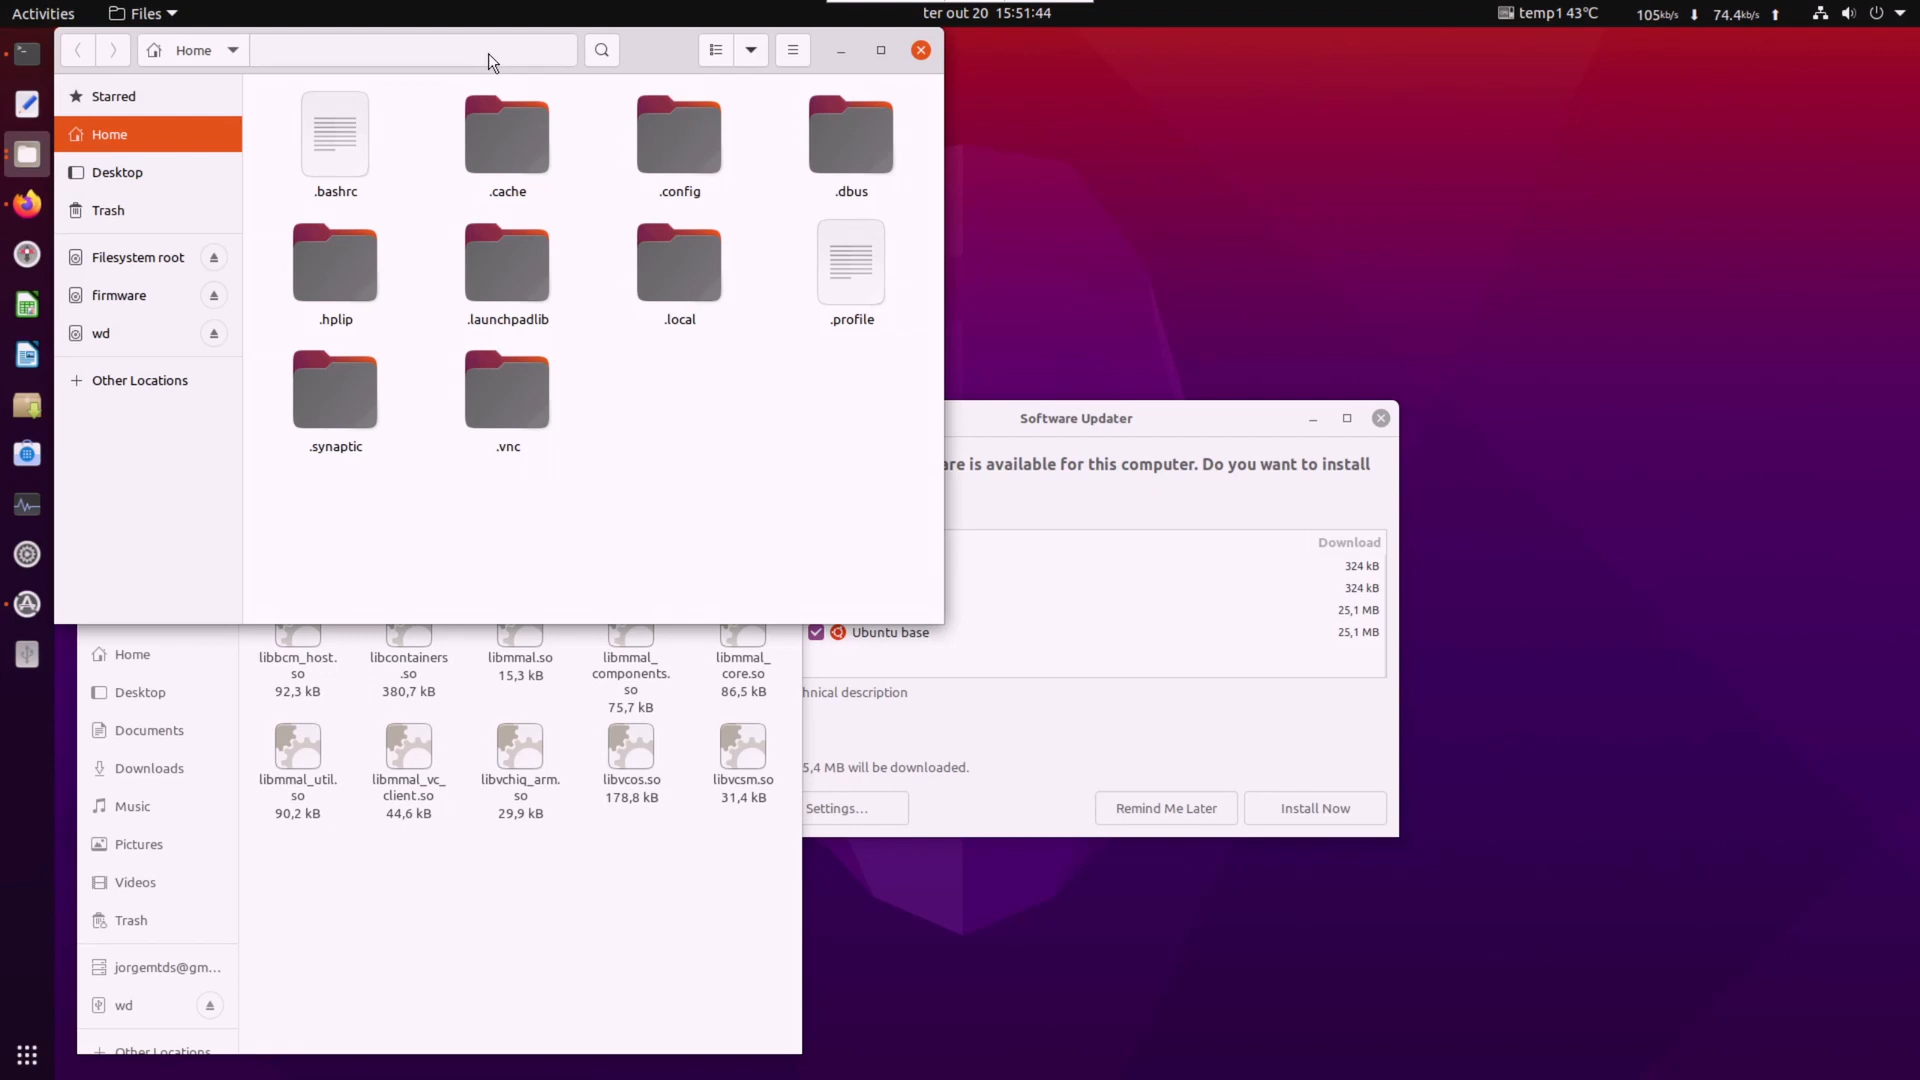 Activities
Files
ter out 20 15:51:44
temp1 43°C
105kb/s
74.4kb/s
Home
Starred
Home
Desktop
Trash
Filesystem root
firmware
wd
Other Locations
.bashrc
.cache
.config
.dbus
.hplip
.launchpadlib
.local
.profile
.synaptic
.vnc
Software Updater
are is available for this computer. Do you want to install
Download
324 kB
324 kB
25,1 MB
Ubuntu base
25,1 MB
hnical description
5,4 MB will be downloaded.
Settings...
Remind Me Later
Install Now
Home
Desktop
Documents
Downloads
Music
Pictures
Videos
Trash
jorgemtds@gm...
wd
Other Locations
libbcm_host.
so
92,3 kB
libcontainers
.so
380,7 kB
libmmal.so
15,3 kB
libmmal_
components.
so
75,7 kB
libmmal_
core.so
86,5 kB
libmmal_util.
so
90,2 kB
libmmal_vc_
client.so
44,6 kB
libvchiq_arm.
so
29,9 kB
libvcos.so
178,8 kB
libvcsm.so
31,4 kB